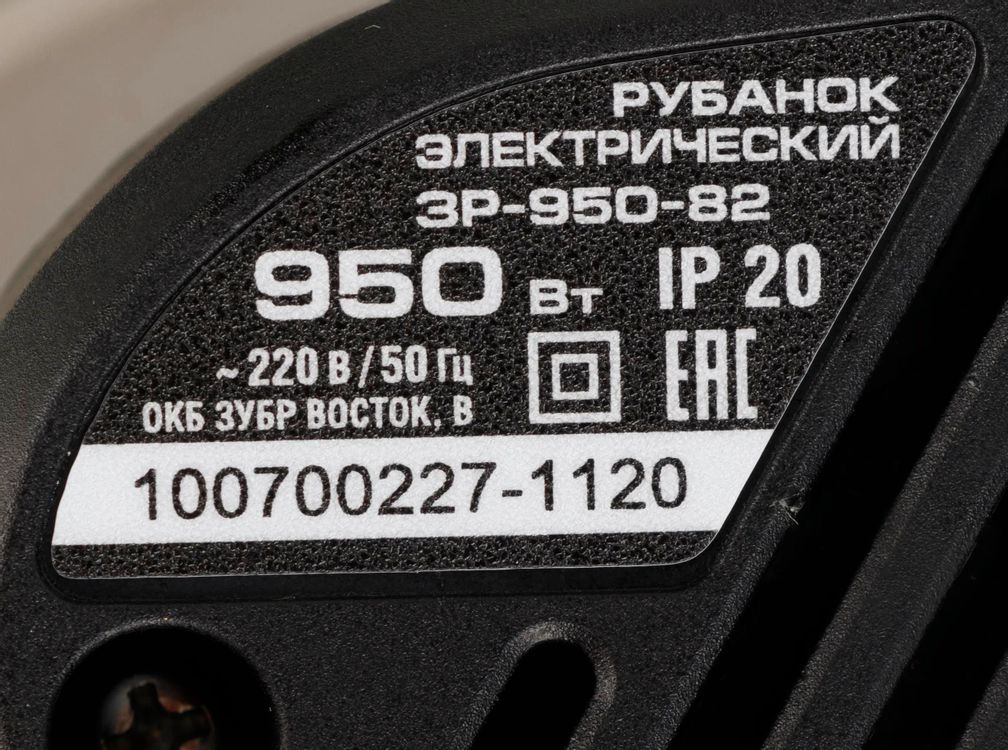 РУБАНОК
ЭЛЕКТРИЧЕСКИЙ
ЗР-950-82
950 Вт IP 20
~ 220 В / 50 Гц EAC
ОКБ ЗУБР ВОСТОК, В
100700227-1120